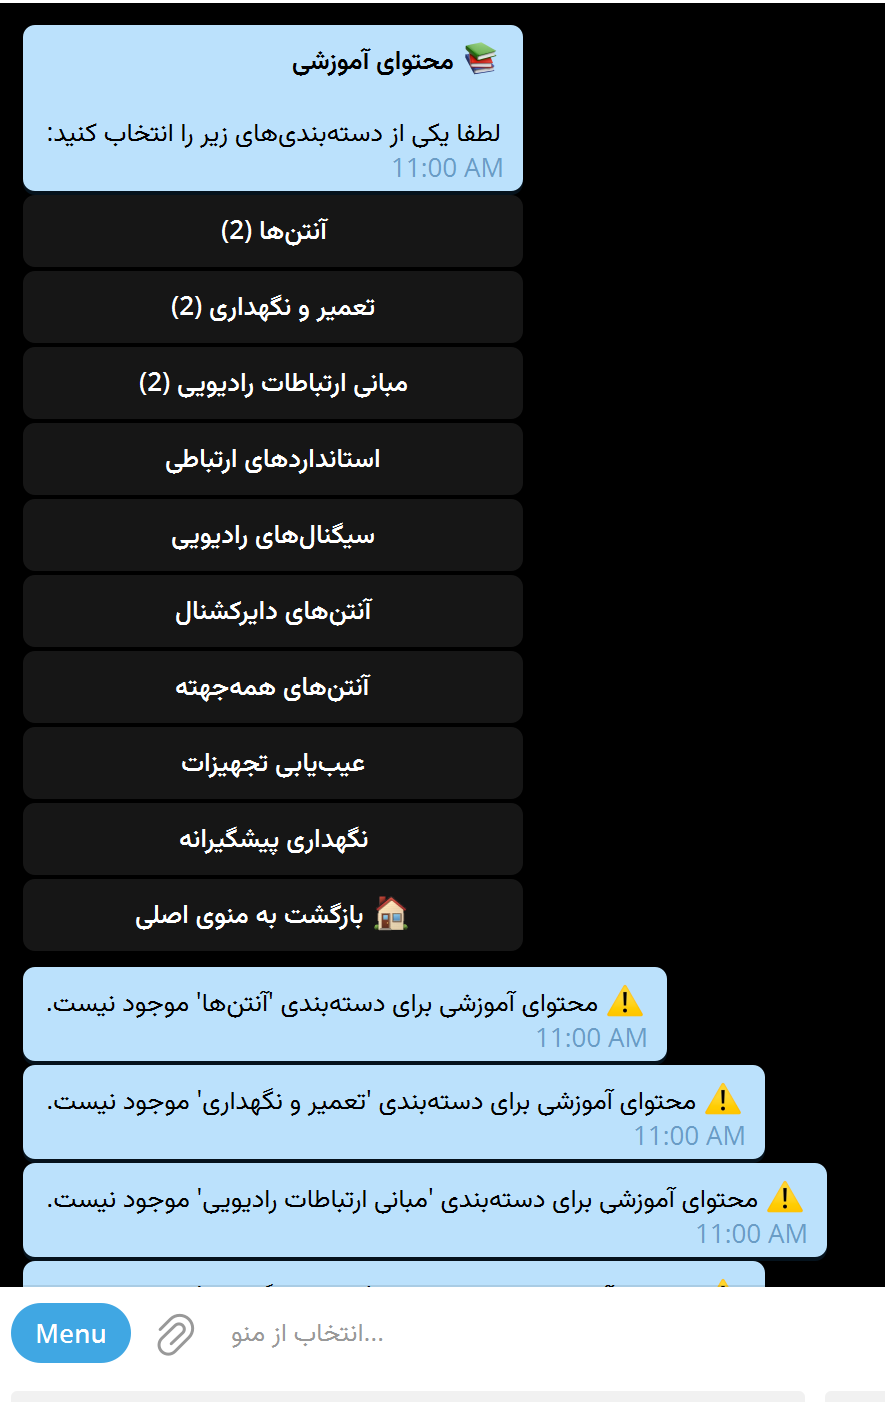 📚 محتوای آموزشی
لطفا یکی از دسته‌بندی‌های زیر را انتخاب کنید:
11:00 AM
آنتن‌ها (2)
تعمیر و نگهداری (2)
مبانی ارتباطات رادیویی (2)
استانداردهای ارتباطی
سیگنال‌های رادیویی
آنتن‌های دایرکشنال
آنتن‌های همه‌جهته
عیب‌یابی تجهیزات
نگهداری پیشگیرانه
🏠 بازگشت به منوی اصلی
⚠️ محتوای آموزشی برای دسته‌بندی 'آنتن‌ها' موجود نیست.
11:00 AM
⚠️ محتوای آموزشی برای دسته‌بندی 'تعمیر و نگهداری' موجود نیست.
11:00 AM
⚠️ محتوای آموزشی برای دسته‌بندی 'مبانی ارتباطات رادیویی' موجود نیست.
11:00 AM
Menu
انتخاب از منو...